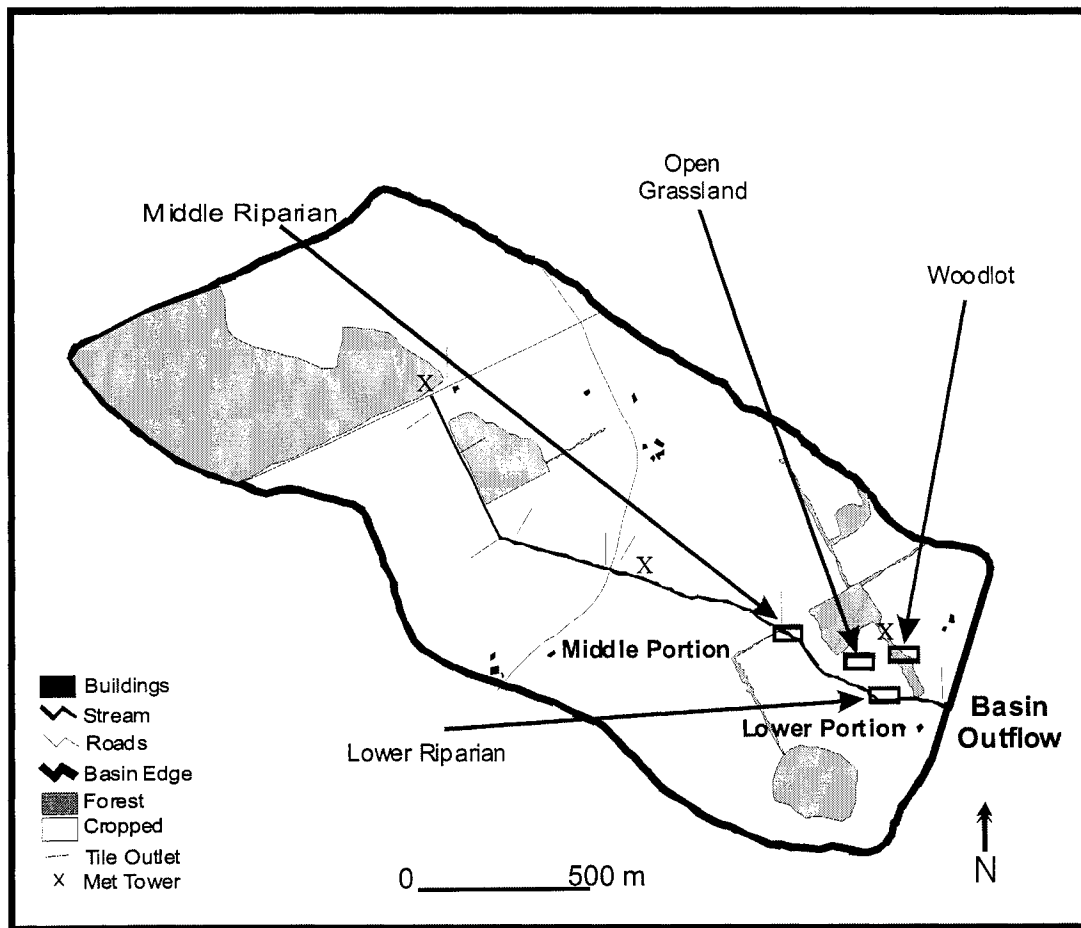 Open
Grassland
Middle Riparian
Woodlot
X
X
X
Middle Portion
Lower Portion
Basin
Outflow
Lower Riparian
Buildings
Stream
Roads
Basin Edge
Forest
Cropped
Tile Outlet
X Met Tower
0 500 m
N